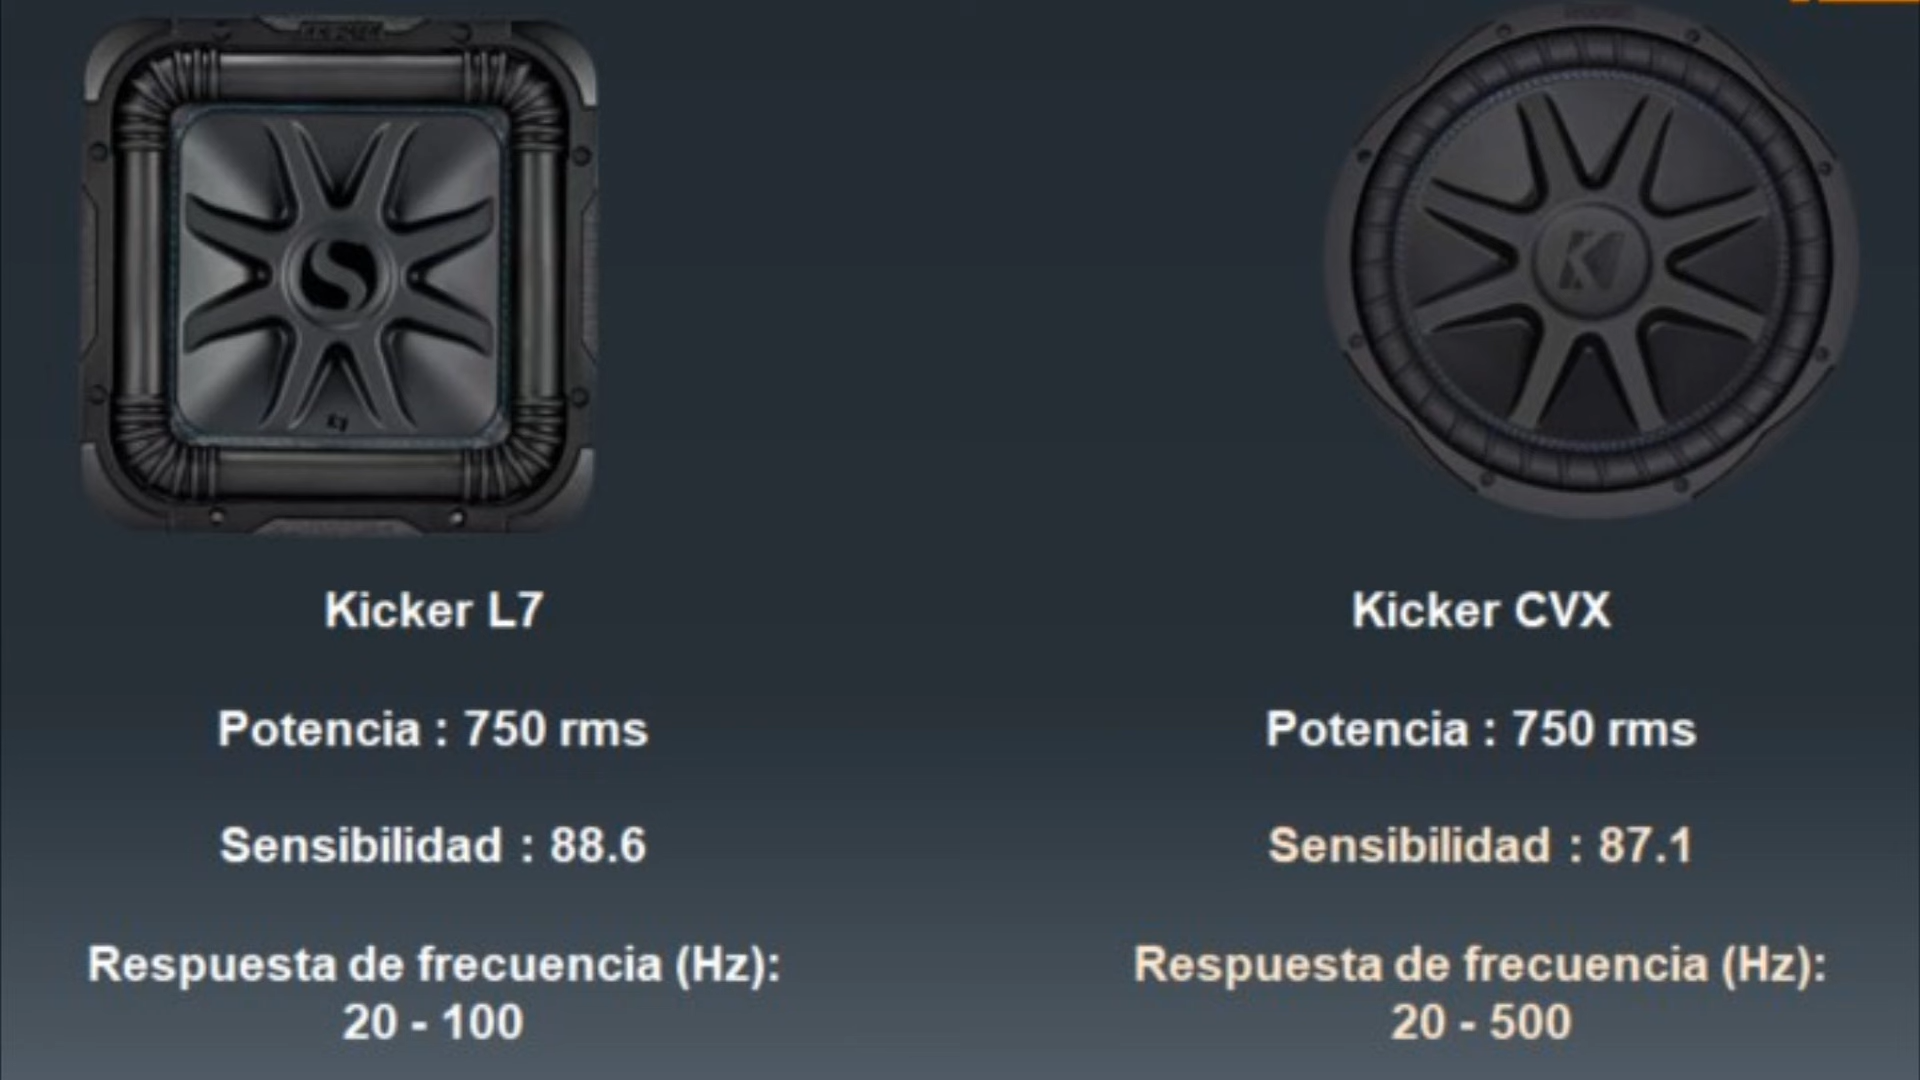 Kicker L7
Potencia : 750 rms
Sensibilidad : 88.6
Respuesta de frecuencia (Hz):
20 - 100
Kicker CVX
Potencia : 750 rms
Sensibilidad : 87.1
Respuesta de frecuencia (Hz):
20 - 500